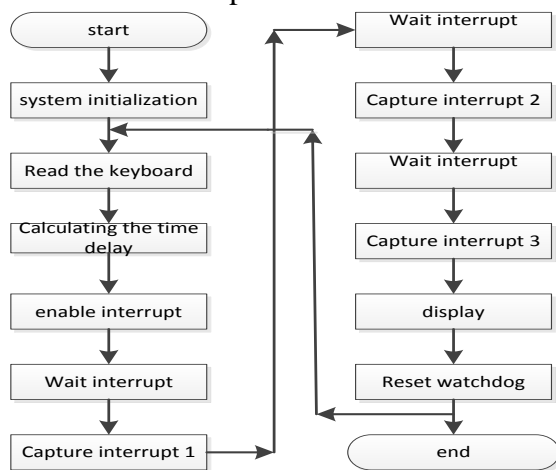 start
system initialization
Read the keyboard
Calculating the time
delay
enable interrupt
Wait interrupt
Capture interrupt 1
Wait interrupt
Capture interrupt 2
Wait interrupt
Capture interrupt 3
display
Reset watchdog
end